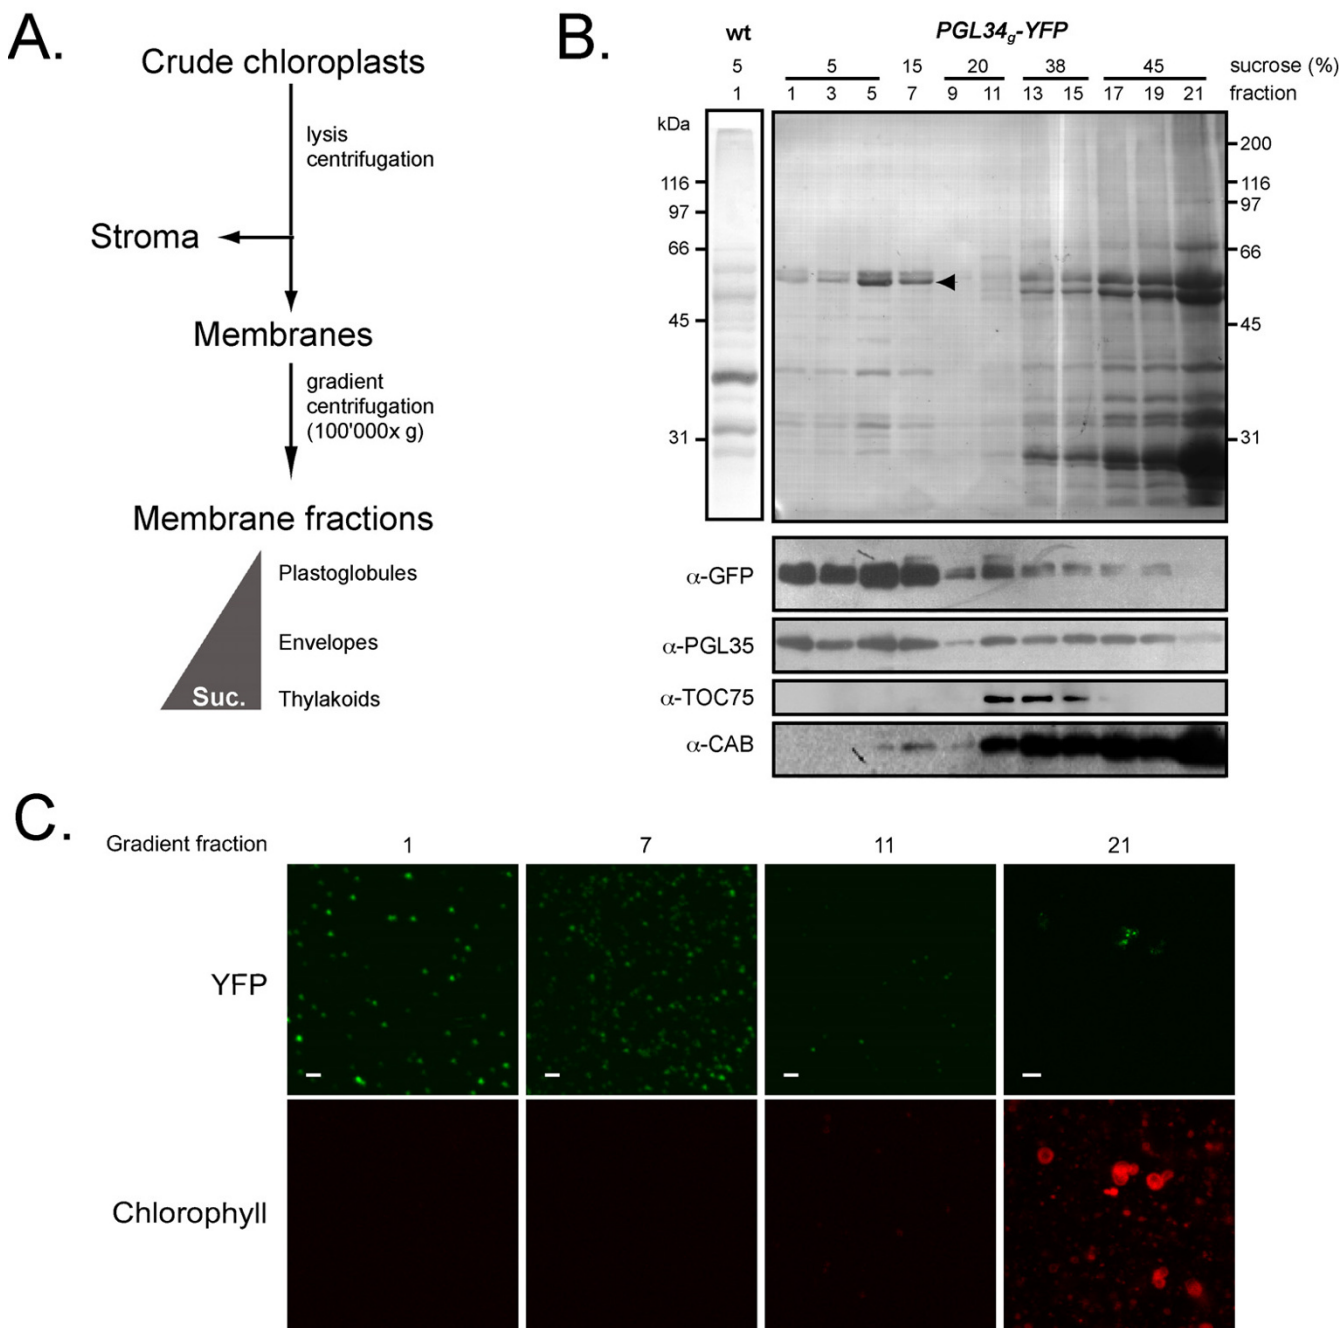 A.
Crude chloroplasts
lysis
centrifugation
Stroma
Membranes
gradient
centrifugation
(100'000x g)
Membrane fractions
Plastoglobules
Envelopes
Suc.
Thylakoids
B.
wt
PGL34g-YFP
5 5 15 20 38 45 sucrose (%)
1 1 3 5 7 9 11 13 15 17 19 21 fraction
kDa
116
97
66
45
31
200
116
97
66
45
31
α-GFP
α-PGL35
α-TOC75
α-CAB
C.
Gradient fraction 1 7 11 21
YFP
Chlorophyll